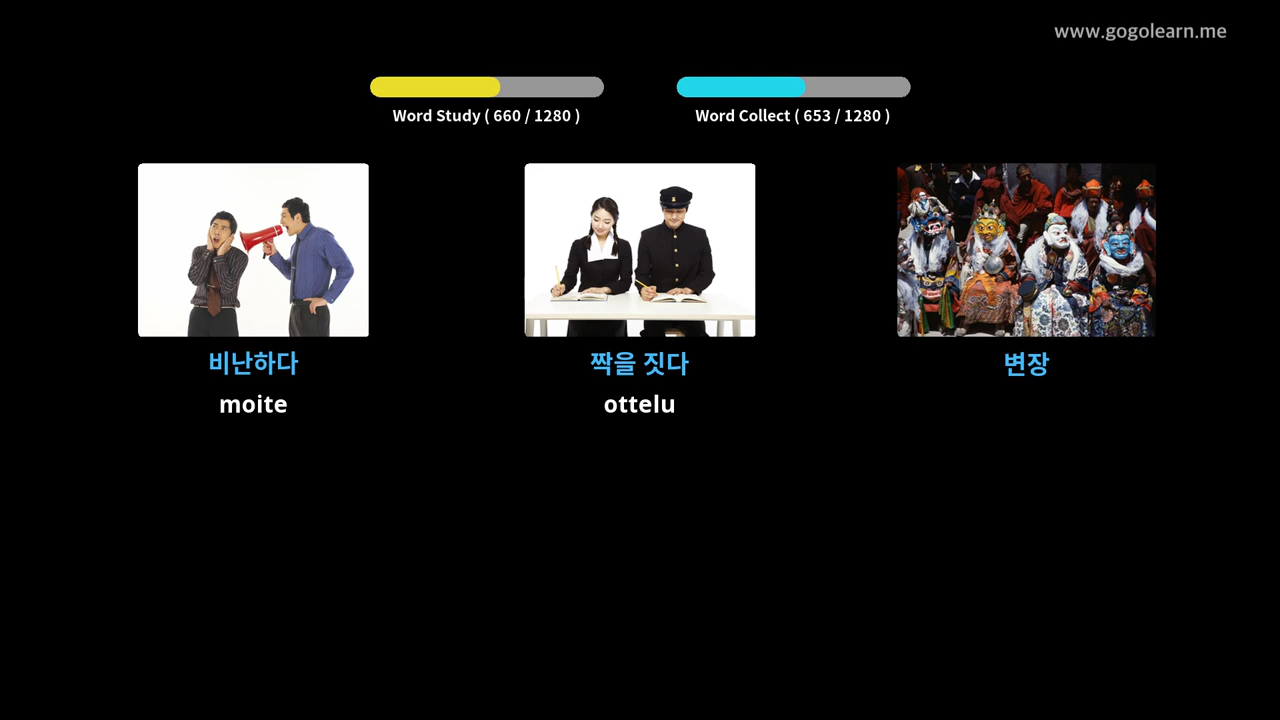 www.gogolearn.me
Word Study ( 660 / 1280 )
Word Collect ( 653 / 1280 )
비난하다
moite
짝을 짓다
ottelu
변장